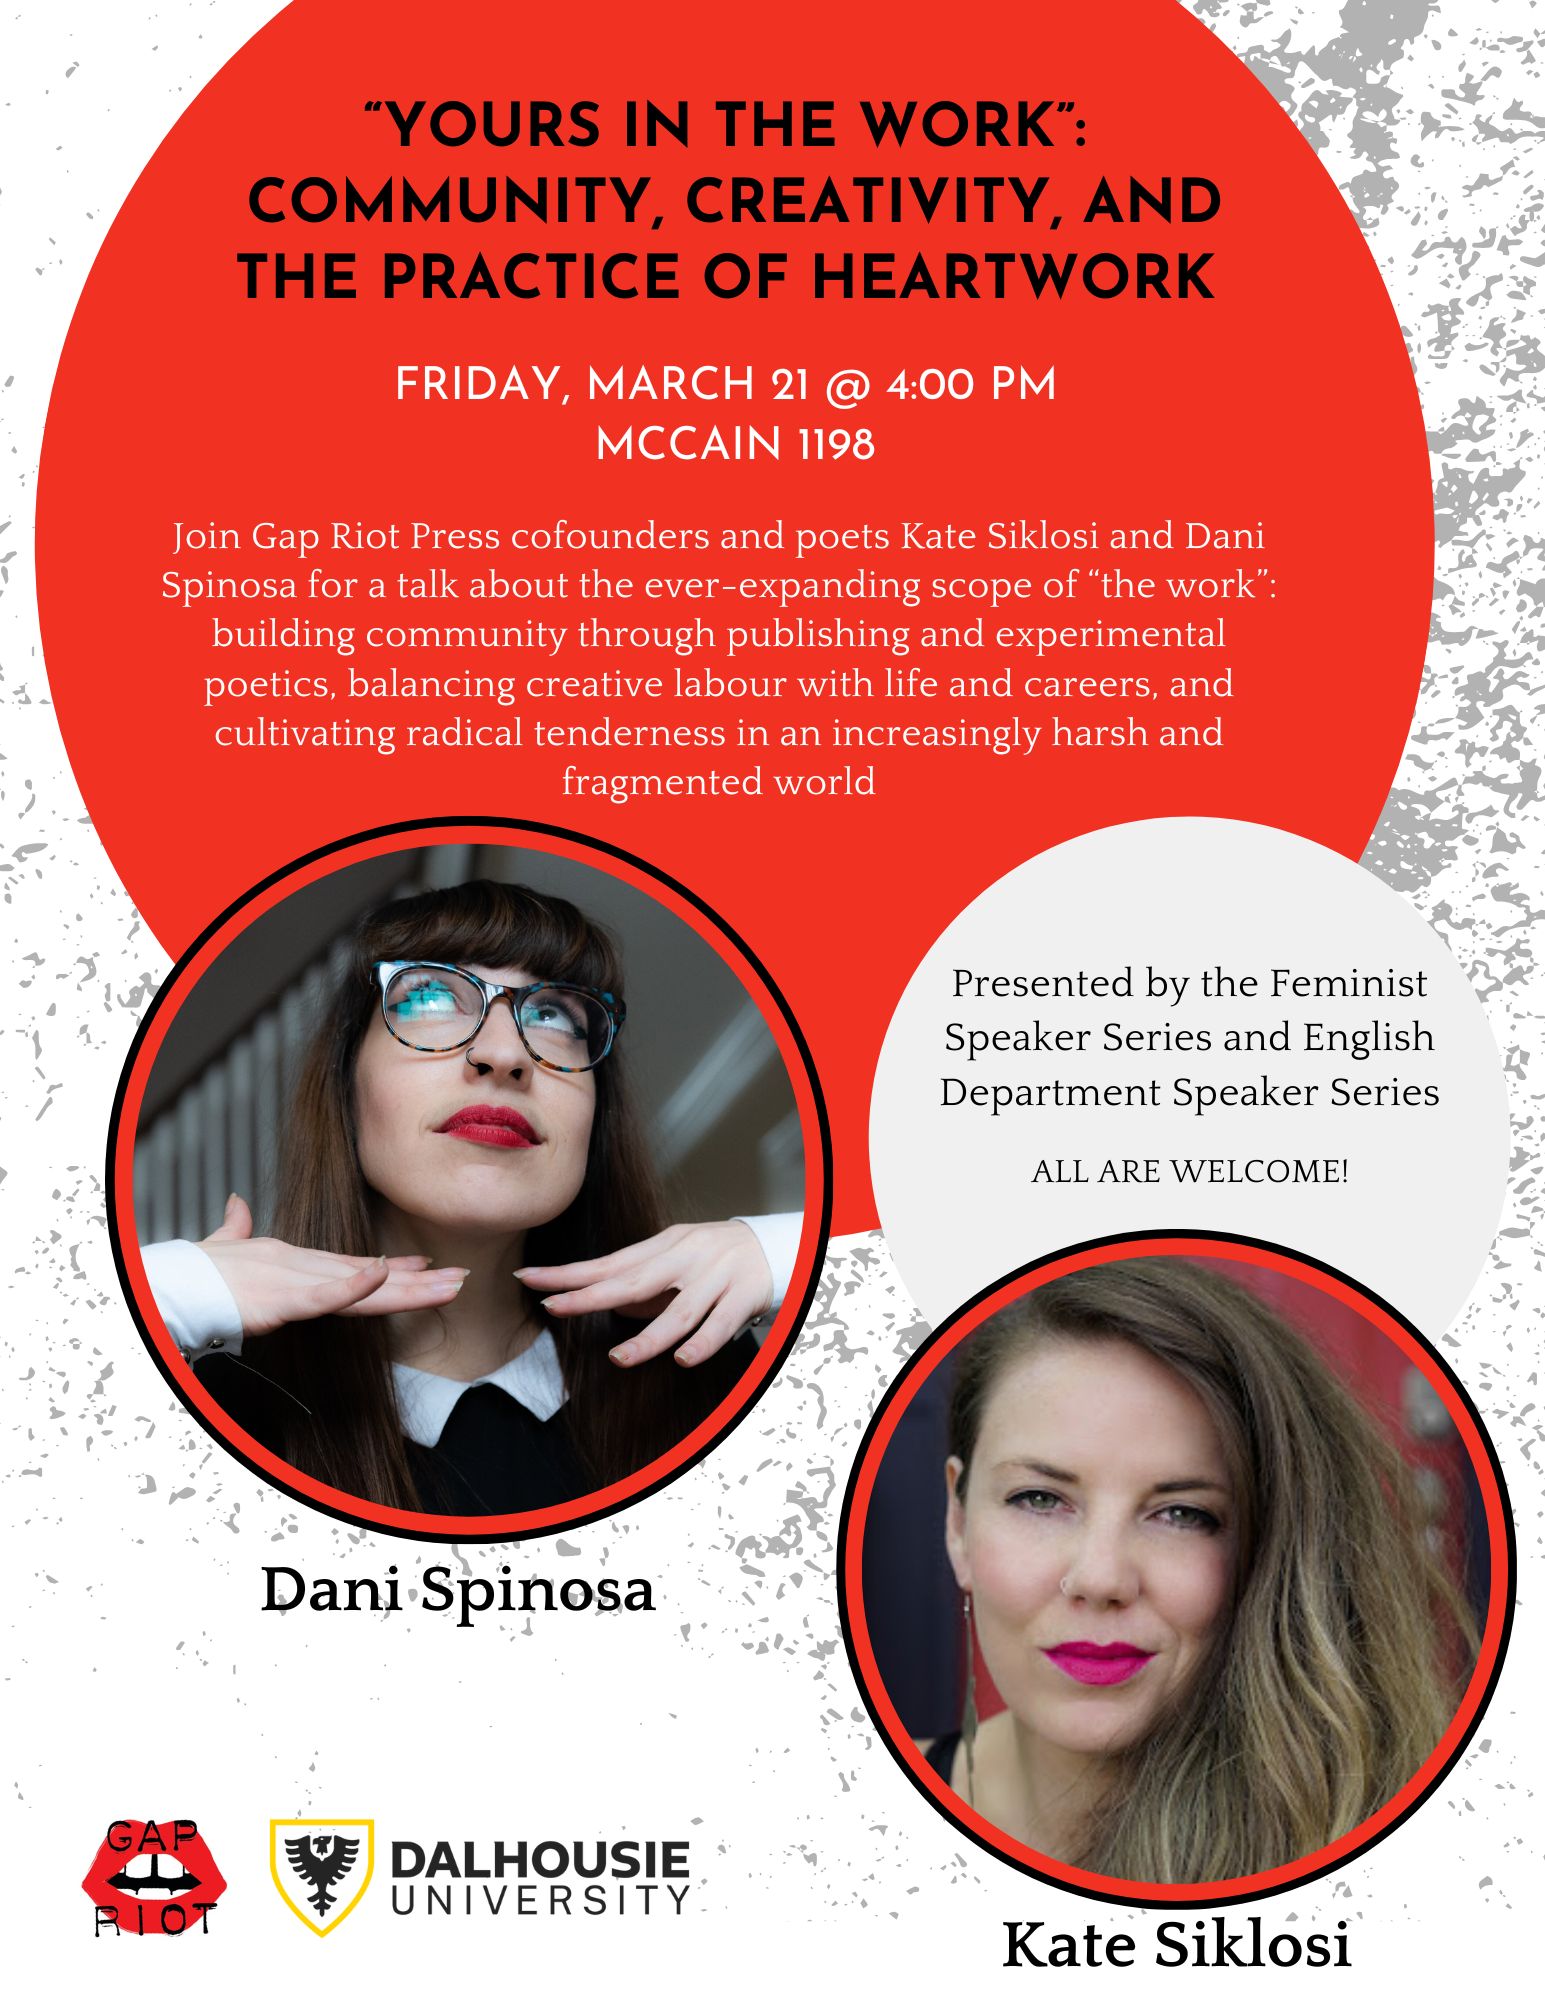 “YOURS IN THE WORK”:
COMMUNITY, CREATIVITY, AND
THE PRACTICE OF HEARTWORK
FRIDAY, MARCH 21 @ 4:00 PM
MCCAIN 1198
Join Gap Riot Press cofounders and poets Kate Siklosi and Dani
Spinosa for a talk about the ever-expanding scope of “the work”:
building community through publishing and experimental
poetics, balancing creative labour with life and careers, and
cultivating radical tenderness in an increasingly harsh and
fragmented world
Presented by the Feminist
Speaker Series and English
Department Speaker Series
ALL ARE WELCOME!
Dani Spinosa
Kate Siklosi
GAP
RIOT
DALHOUSIE
UNIVERSITY